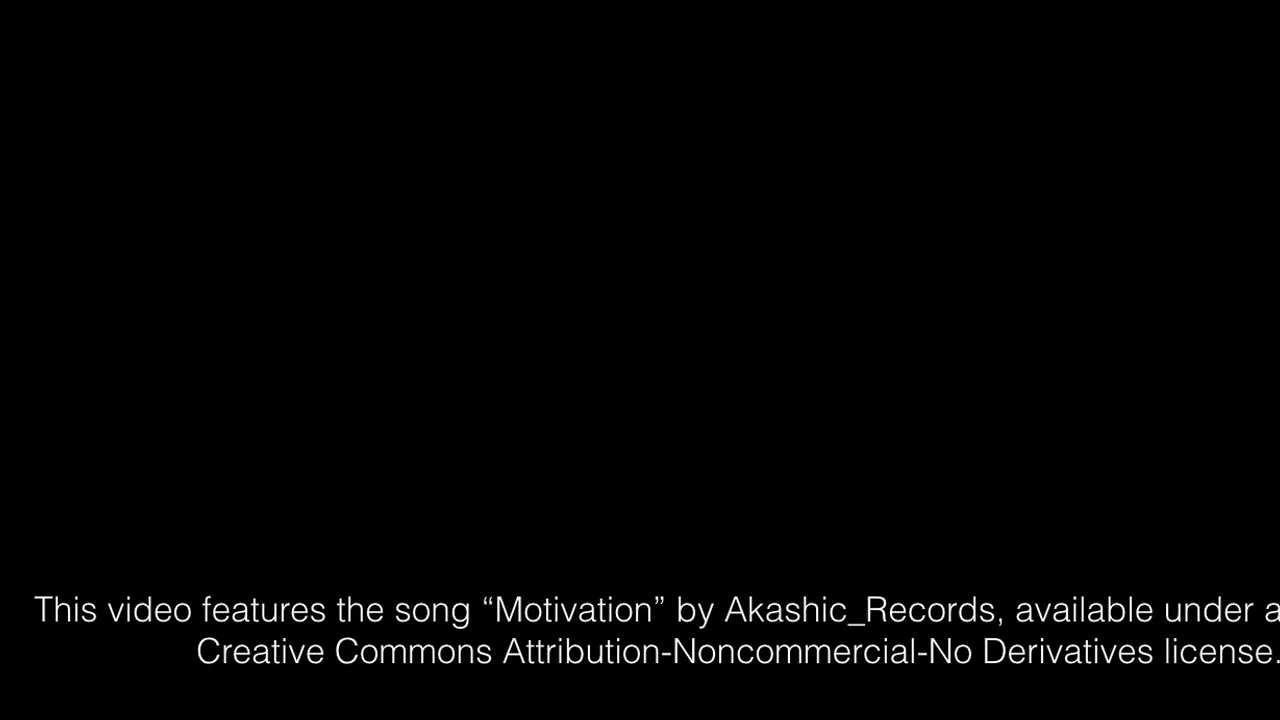 This video features the song “Motivation” by Akashic_Records, available under a
Creative Commons Attribution-Noncommercial-No Derivatives license.